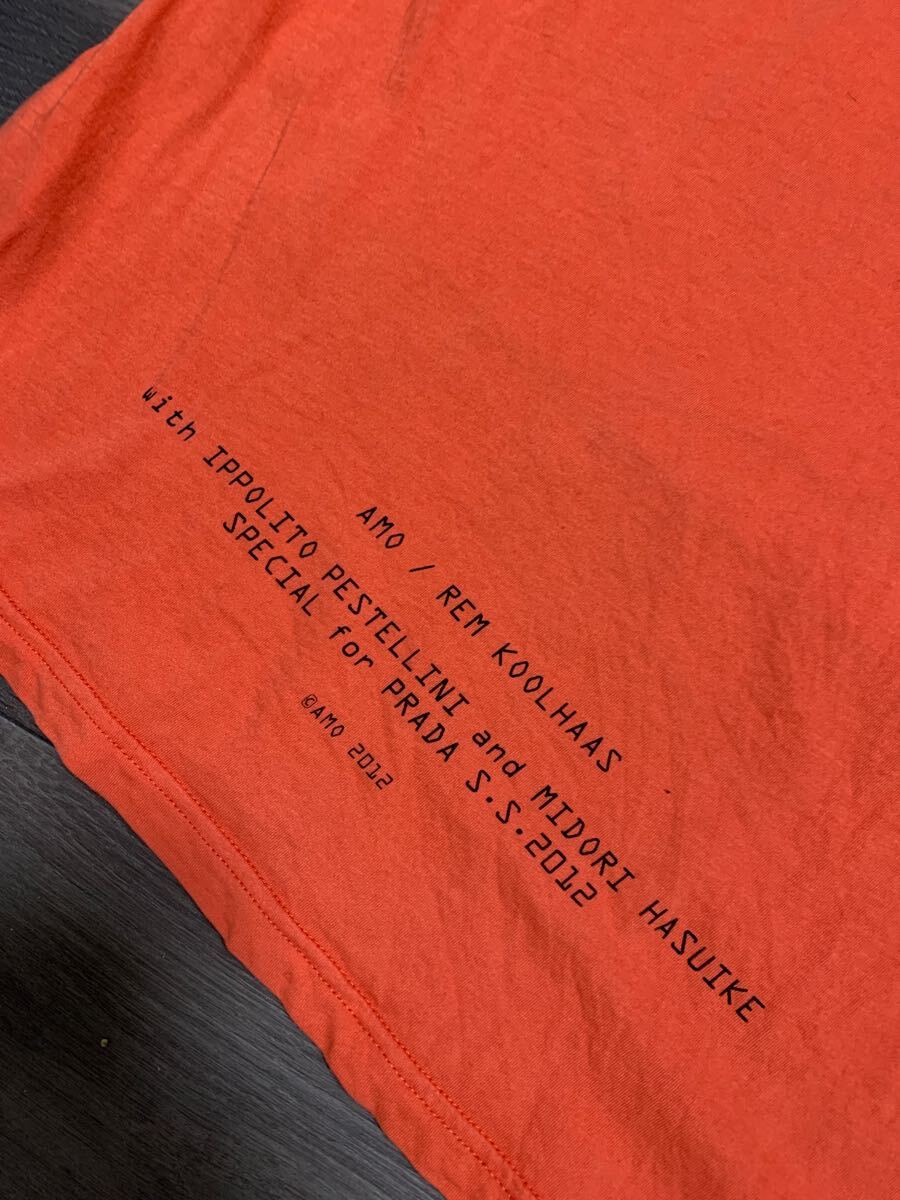 AMO / REM KOOLHAAS
with IPPOLITO PESTELLINI and MIDORI HASUIKE
SPECIAL for PRADA S.S.2012
©AMO 2012